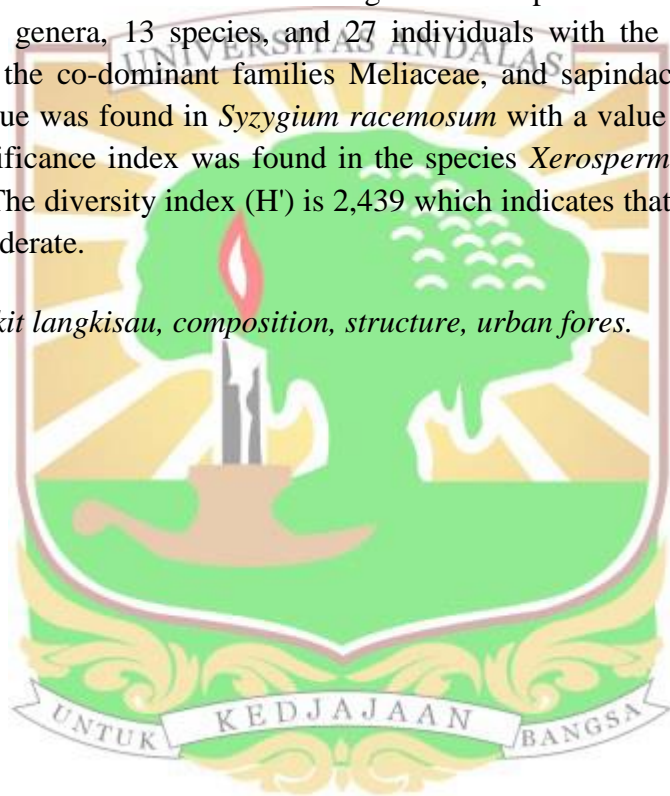 genera, 13 species, and 27 individuals with the
UNIVERSITAS ANDALAS
the co-dominant families Meliaceae, and sapindac
ue was found in Syzygium racemosum with a value
ificance index was found in the species Xerosperm
The diversity index (H') is 2,439 which indicates that
derate.
kit langkisau, composition, structure, urban fores.
UNTUK KEDJAJAAN BANGSA